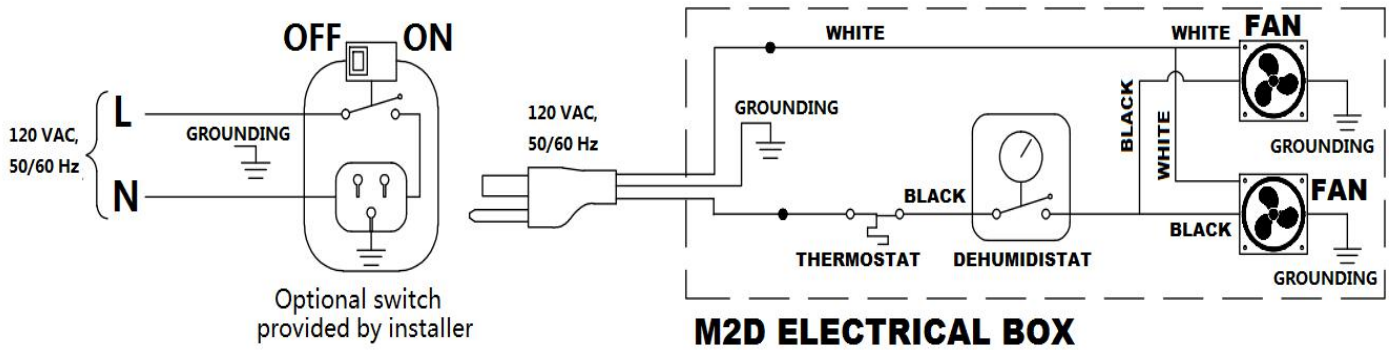 OFF ON
L
120 VAC,
50/60 Hz
GROUNDING
N
Optional switch
provided by installer
120 VAC,
50/60 Hz
WHITE
WHITE
FAN
GROUNDING
BLACK
WHITE
GROUNDING
FAN
BLACK
BLACK
THERMOSTAT
DEHUMIDISTAT
GROUNDING
M2D ELECTRICAL BOX